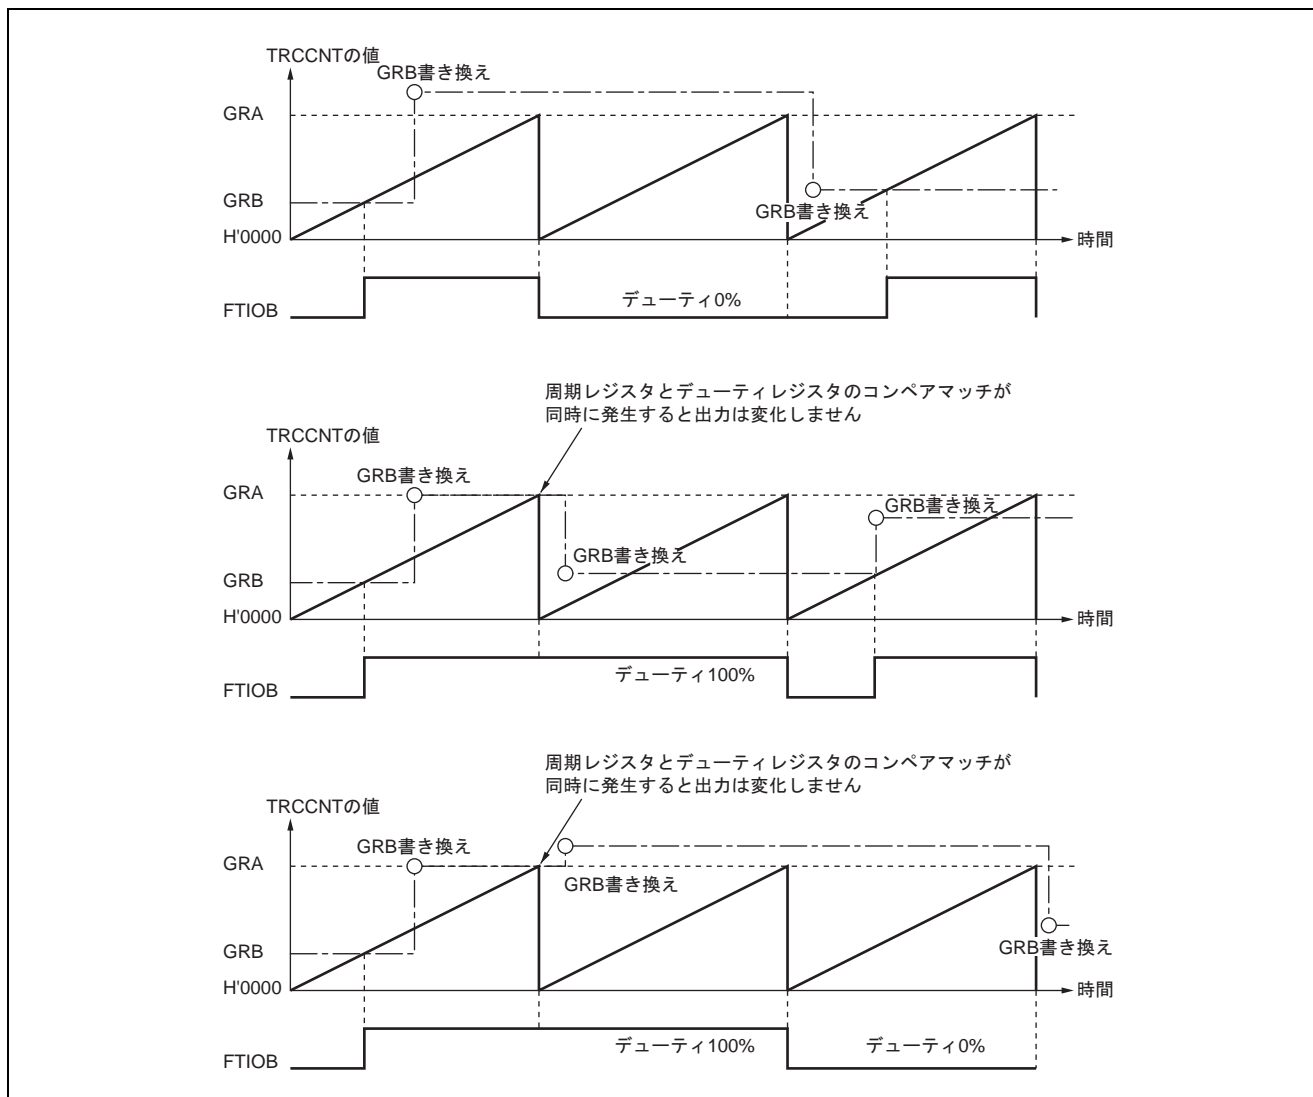 TRCCNTの値
GRB書き換え
GRA
GRB
GRB書き換え
H'0000
時間
FTIOB
デューティ0%
周期レジスタとデューティレジスタのコンペアマッチが
同時に発生すると出力は変化しません
TRCCNTの値
GRB書き換え
GRA
GRB書き換え
GRB書き換え
GRB
H'0000
時間
デューティ100%
FTIOB
周期レジスタとデューティレジスタのコンペアマッチが
同時に発生すると出力は変化しません
TRCCNTの値
GRB書き換え
GRA
GRB書き換え
GRB
GRB書き換え
H'0000
時間
デューティ100%
デューティ0%
FTIOB